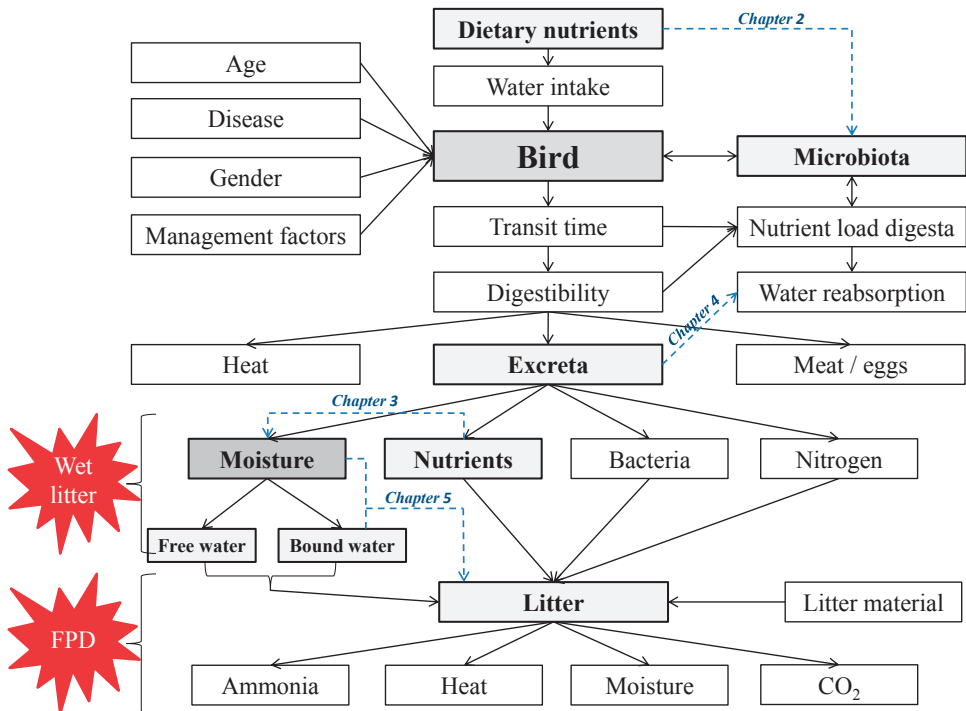 Dietary nutrients
Chapter 2
Age
Water intake
Disease
Bird
Microbiota
Gender
Management factors
Transit time
Nutrient load digesta
Digestibility
Water reabsorption
Chapter 4
Heat
Excreta
Meat / eggs
Chapter 3
Wet
litter
Moisture
Nutrients
Bacteria
Nitrogen
Chapter 5
Free water
Bound water
Litter
Litter material
FPD
Ammonia
Heat
Moisture
CO₂